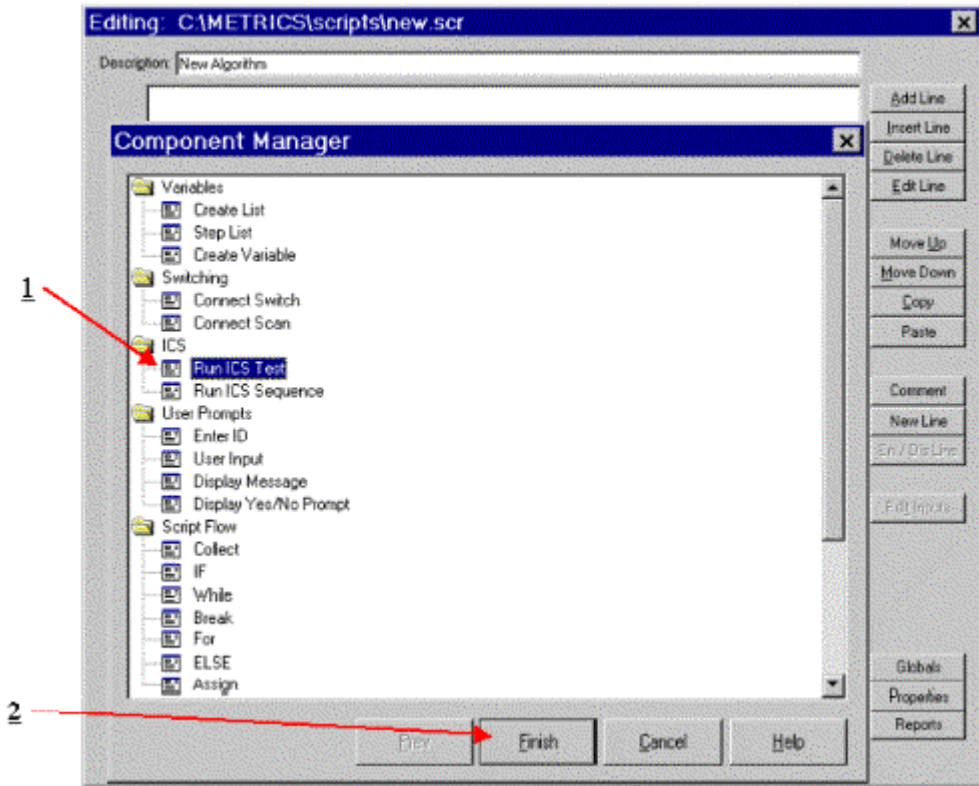 Editing: C:\METRICS\scripts\new.scr
Description: New Algorithm
Add Line
Insert Line
Delete Line
Edit Line
Move Up
Move Down
Copy
Paste
Comment
New Line
En / Dis Line
Edit Inputs
Globals
Properties
Reports
Component Manager
Variables
Create List
Step List
Create Variable
Switching
Connect Switch
Connect Scan
1
ICS
Run ICS Test
Run ICS Sequence
User Prompts
Enter ID
User Input
Display Message
Display Yes/No Prompt
Script Flow
Collect
IF
While
Break
For
ELSE
Assign
2
Prev
Finish
Cancel
Help